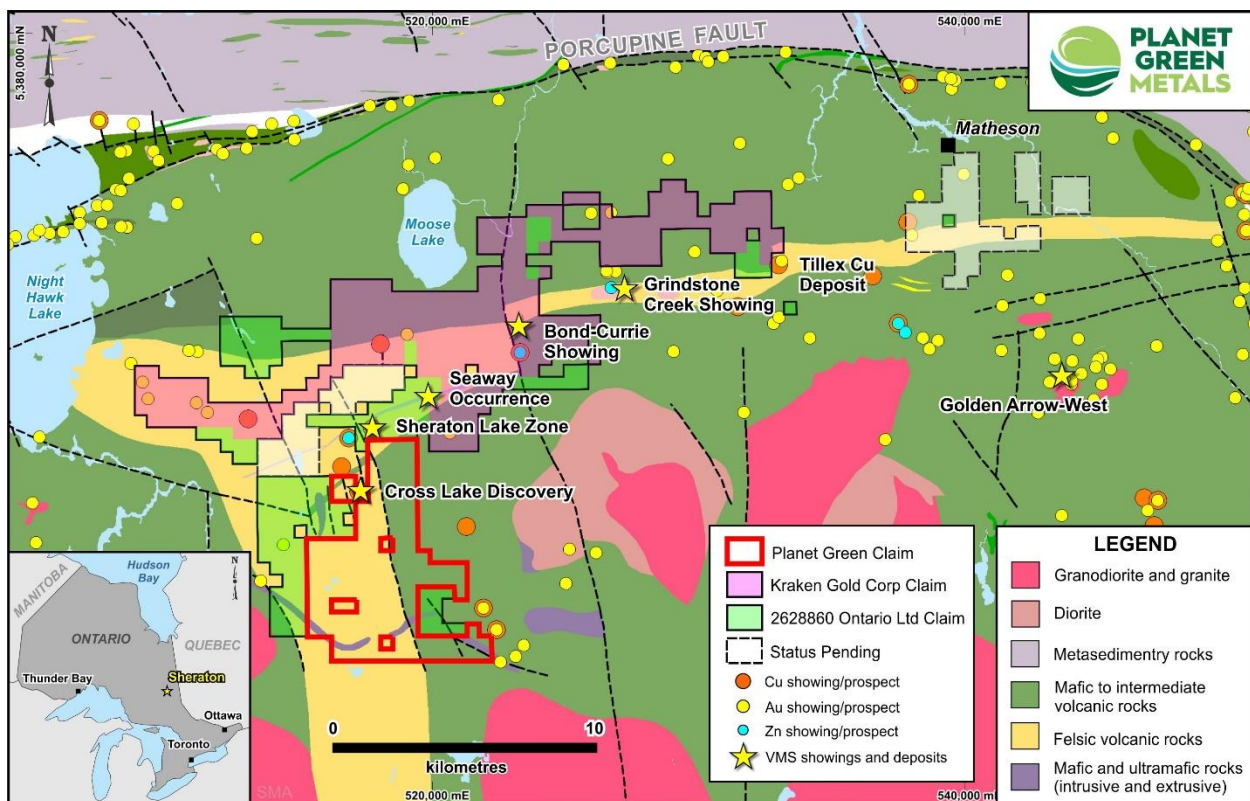 520,000 mE
540,000 mE
5,380,000 mN
N
PORCUPINE FAULT
PLANET
GREEN
METALS
Matheson
Moose
Lake
Night
Hawk
Lake
Tillex Cu
Deposit
Grindstone
Creek Showing
Bond-Currie
Showing
Seaway
Occurrence
Golden Arrow-West
Sheraton Lake Zone
Cross Lake Discovery
Planet Green Claim
Kraken Gold Corp Claim
2628860 Ontario Ltd Claim
Status Pending
Cu showing/prospect
Au showing/prospect
Zn showing/prospect
VMS showings and deposits
LEGEND
Granodiorite and granite
Diorite
Metasedimentry rocks
Mafic to intermediate
volcanic rocks
Felsic volcanic rocks
Mafic and ultramafic rocks
(intrusive and extrusive)
Hudson
Bay
N
MANITOBA
ONTARIO
QUEBEC
Sheraton
Thunder Bay
Ottawa
Toronto
0
10
kilometres
SMA
520,000 mE
540,000 mE